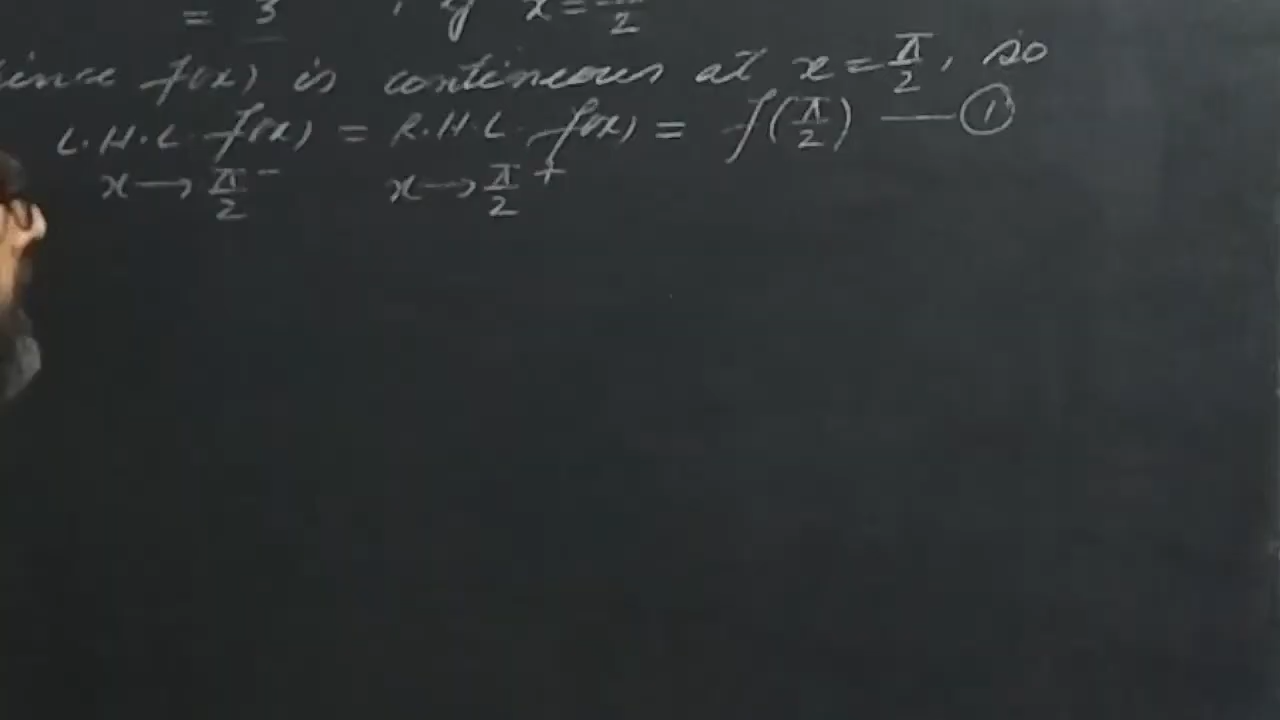 = 3 , if x = π/2
Since f(x) is continuous at x = π/2, so
L.H.L. f(x) = R.H.L. f(x) = f(π/2) — ①
x → π/2⁻ x → π/2⁺